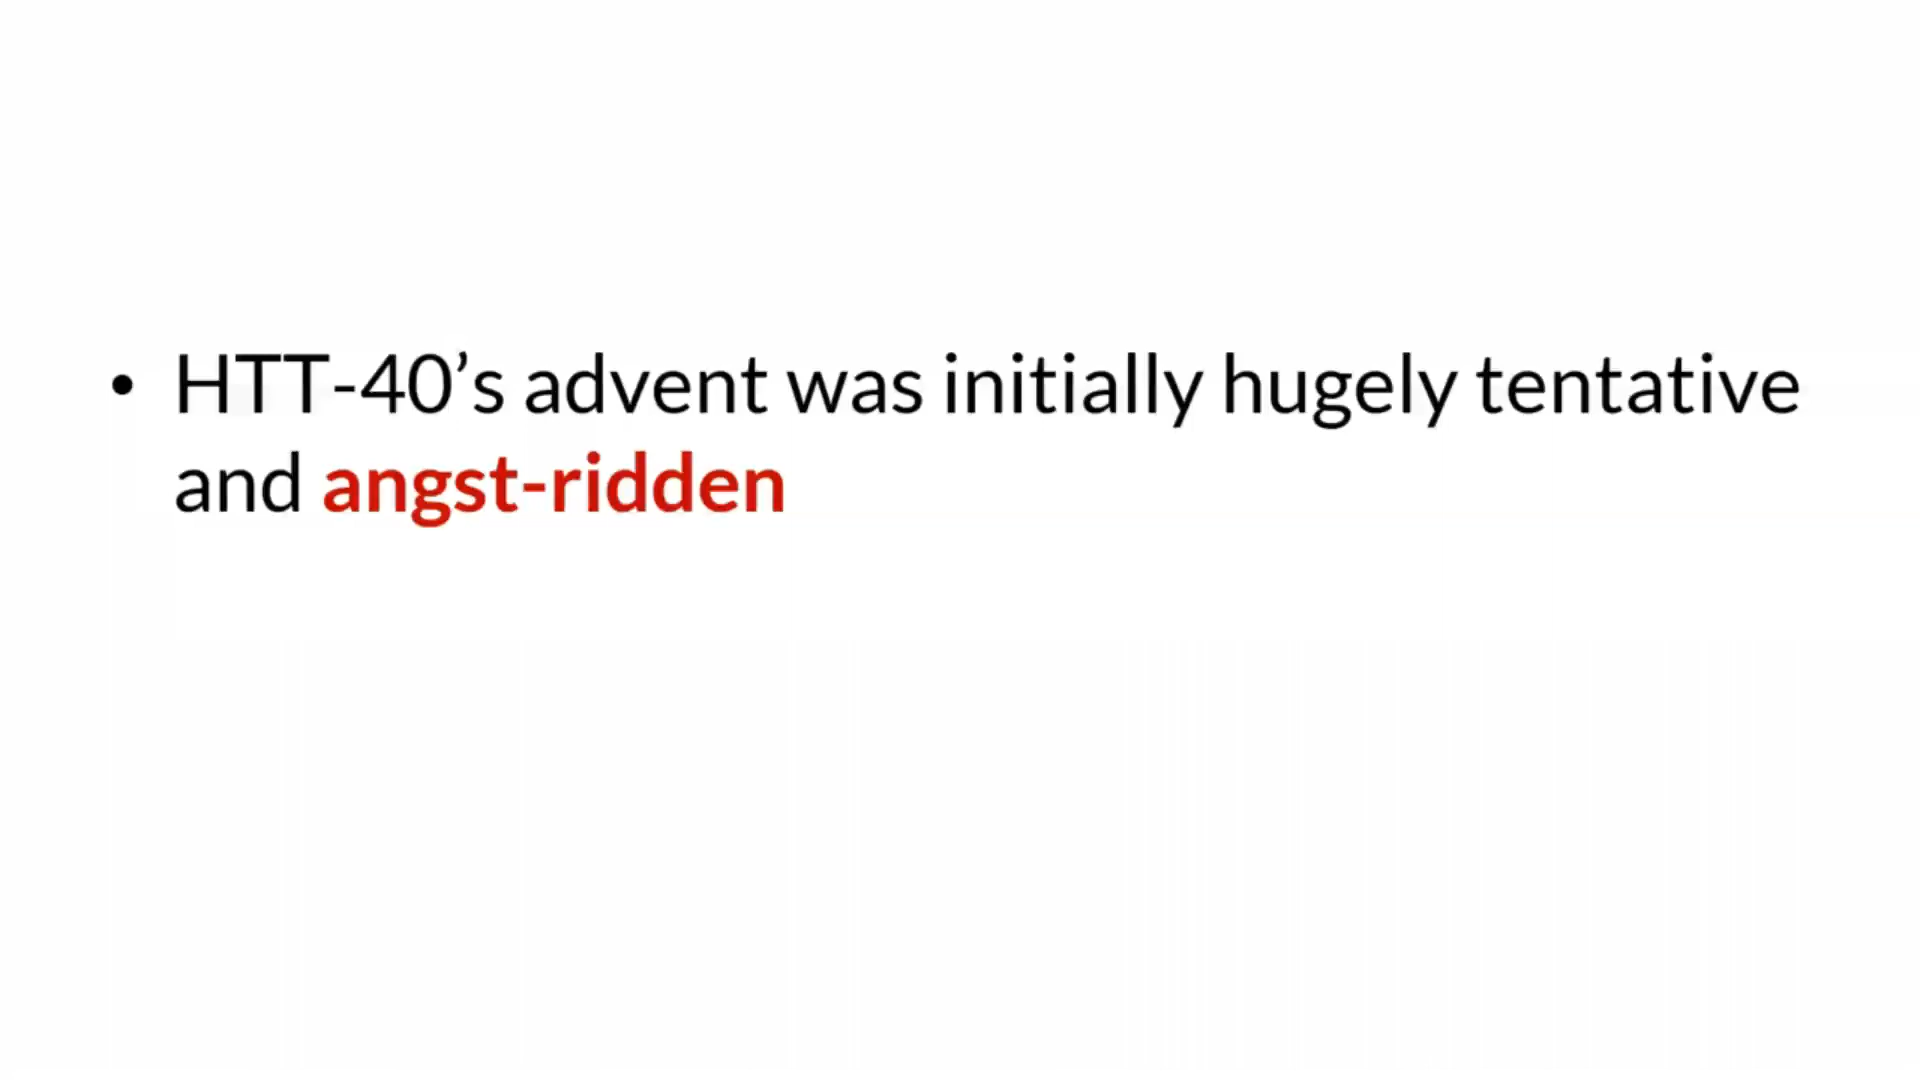 • HTT-40’s advent was initially hugely tentative
and angst-ridden